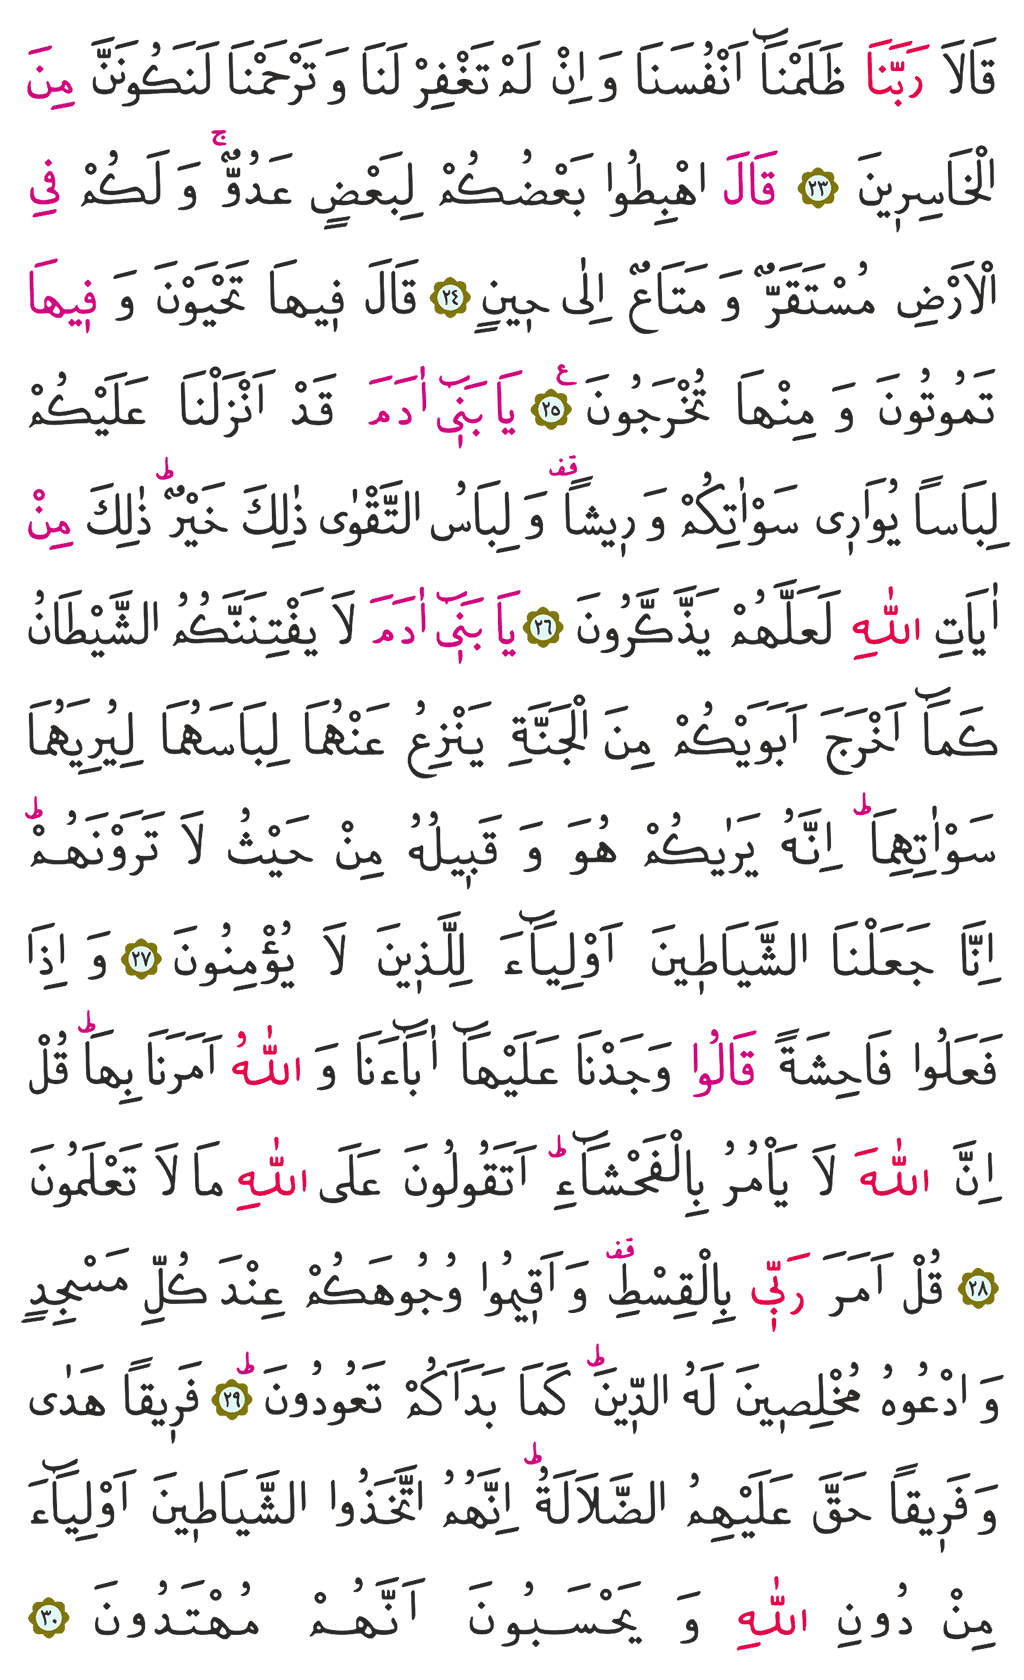 قَالَا رَبَّنَا ظَلَمْنَٓا اَنْفُسَنَا وَ اِنْ لَمْ تَغْفِرْ لَنَا وَ تَرْحَمْنَا لَنَكُونَنَّ مِنَ
الْخَاسِر۪ينَ ﴿٢٣﴾ قَالَ اهْبِطُوا بَعْضُكُمْ لِبَعْضٍ عَدُوٌّۚ وَ لَكُمْ فِي
الْاَرْضِ مُسْتَقَرٌّ وَ مَتَاعٌ اِلٰى ح۪ينٍ ﴿٢٤﴾ قَالَ ف۪يهَا تَحْيَوْنَ وَ ف۪يهَا
تَمُوتُونَ وَ مِنْهَا تُخْرَجُونَ ﴿٢٥﴾ع يَا بَن۪ٓي اٰدَمَ قَدْ اَنْزَلْنَا عَلَيْكُمْ
لِبَاسًا يُوَار۪ي سَوْاٰتِكُمْ وَ ر۪يشًاقف وَ لِبَاسُ التَّقْوٰى ذٰلِكَ خَيْرٌۜ ذٰلِكَ مِنْ
اٰيَاتِ اللّٰهِ لَعَلَّهُمْ يَذَّكَّرُونَ ﴿٢٦﴾ يَا بَن۪ٓي اٰدَمَ لَا يَفْتِنَنَّكُمُ الشَّيْطَانُ
كَمَٓا اَخْرَجَ اَبَوَيْكُمْ مِنَ الْجَنَّةِ يَنْزِعُ عَنْهُمَا لِبَاسَهُمَا لِيُرِيَهُمَا
سَوْاٰتِهِمَاۜ اِنَّهُ يَرٰيكُمْ هُوَ وَ قَب۪يلُهُ مِنْ حَيْثُ لَا تَرَوْنَهُمْۜ
اِنَّا جَعَلْنَا الشَّيَاط۪ينَ اَوْلِيَٓاءَ لِلَّذ۪ينَ لَا يُؤْمِنُونَ ﴿٢٧﴾ وَ اِذَا
فَعَلُوا فَاحِشَةً قَالُوا وَجَدْنَا عَلَيْهَٓا اٰبَٓاءَنَا وَ اللّٰهُ اَمَرَنَا بِهَاۜ قُلْ
اِنَّ اللّٰهَ لَا يَاْمُرُ بِالْفَحْشَٓاءِۜ اَتَقُولُونَ عَلَى اللّٰهِ مَا لَا تَعْلَمُونَ
﴿٢٨﴾ قُلْ اَمَرَ رَبّ۪ي بِالْقِسْطِقف وَ اَق۪يمُوا وُجُوهَكُمْ عِنْدَ كُلِّ مَسْجِدٍ
وَ ادْعُوهُ مُخْلِص۪ينَ لَهُ الدّ۪ينَۜ كَمَا بَدَاَكُمْ تَعُودُونَۜ ﴿٢٩﴾ فَر۪يقًا هَدٰى
وَ فَر۪يقًا حَقَّ عَلَيْهِمُ الضَّلَالَةُۜ اِنَّهُمُ اتَّخَذُوا الشَّيَاط۪ينَ اَوْلِيَٓاءَ
مِنْ دُونِ اللّٰهِ وَ يَحْسَبُونَ اَنَّهُمْ مُهْتَدُونَ ﴿٣٠﴾